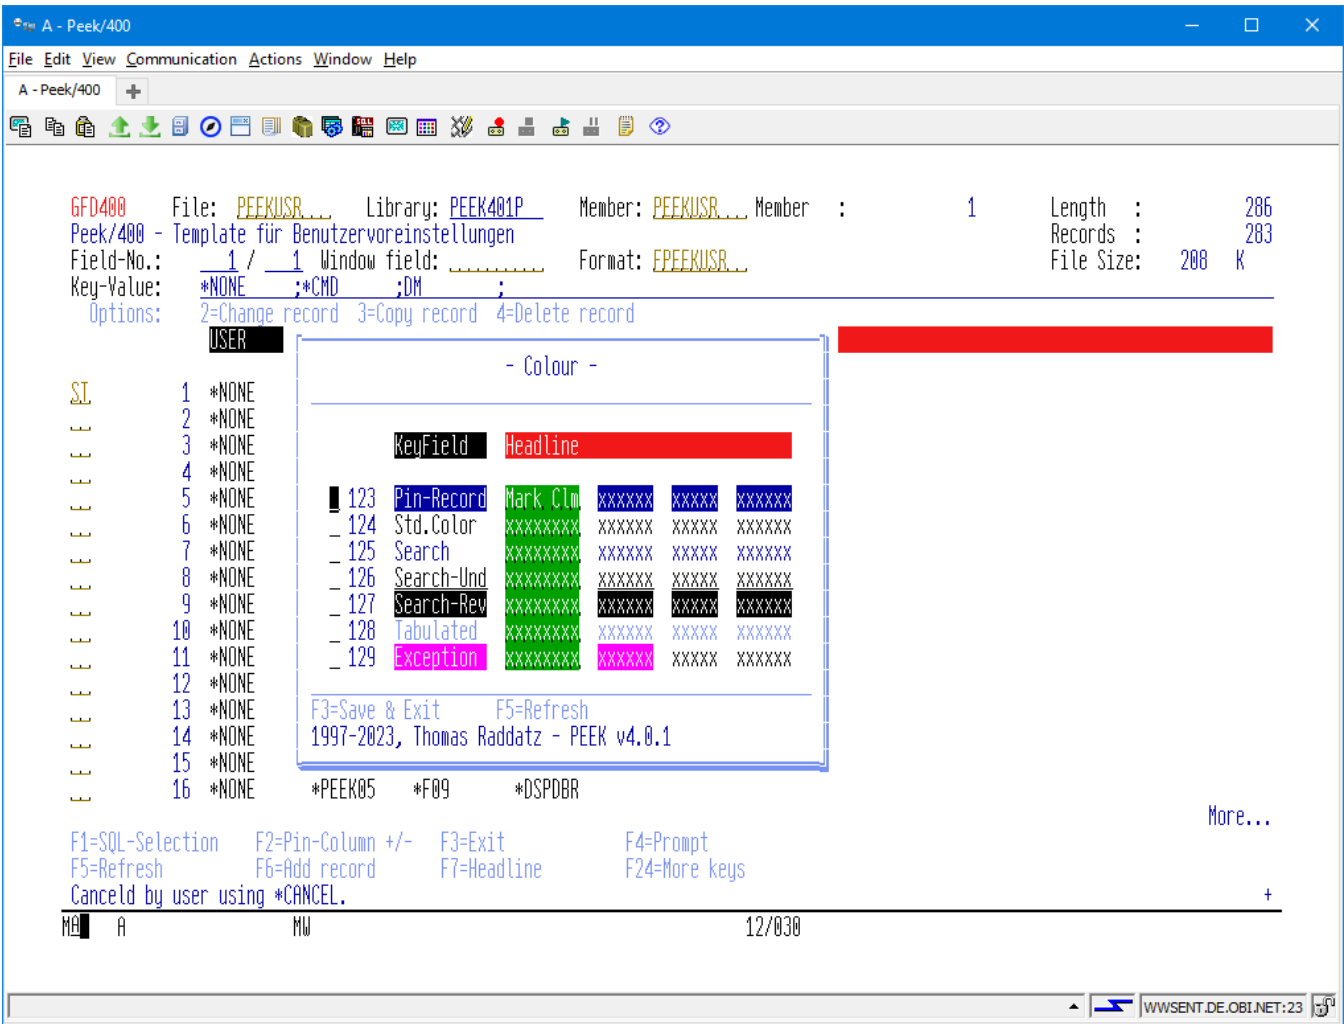 A - Peek/400
File Edit View Communication Actions Window Help
A - Peek/400
GFD400 File: PEEKUSR Library: PEEK401P Member: PEEKUSR Member : 1 Length : 286
Peek/400 - Template für Benutzervoreinstellungen Records : 283
Field-No.: 1 / 1 Window field: Format: FPEEKUSR File Size: 208 K
Key-Value: *NONE ;*CMD ;DM ;
Options: 2=Change record 3=Copy record 4=Delete record
USER
- Colour -
ST 1 *NONE
2 *NONE
3 *NONE KeyField Headline
4 *NONE
5 *NONE 123 Pin-Record Mark Clm xxxxxx xxxxx xxxxxx
6 *NONE _ 124 Std.Color xxxxxxxx xxxxxx xxxxx xxxxxx
7 *NONE _ 125 Search xxxxxxxx xxxxxx xxxxx xxxxxx
8 *NONE _ 126 Search-Und xxxxxxxx xxxxxx xxxxx xxxxxx
9 *NONE _ 127 Search-Rev xxxxxxxx xxxxxx xxxxx xxxxxx
10 *NONE _ 128 Tabulated xxxxxxxx xxxxxx xxxxx xxxxxx
11 *NONE _ 129 Exception xxxxxxxx xxxxxx xxxxx xxxxxx
12 *NONE
13 *NONE F3=Save & Exit F5=Refresh
14 *NONE 1997-2023, Thomas Raddatz - PEEK v4.0.1
15 *NONE
16 *NONE *PEEK05 *F09 *DSPDBR
More...
F1=SQL-Selection F2=Pin-Column +/- F3=Exit F4=Prompt
F5=Refresh F6=Add record F7=Headline F24=More keys
Canceld by user using *CANCEL. +
MA A MW 12/030
WWSENT.DE.OBI.NET:23